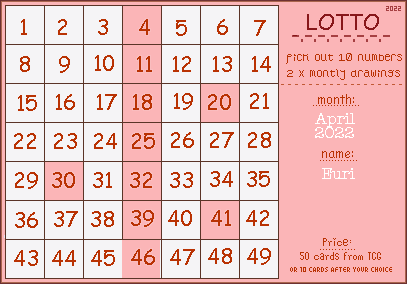 2022
LOTTO
pick out 10 numbers
2 x montly drawings
1 2 3 4 5 6 7
8 9 10 11 12 13 14
15 16 17 18 19 20 21
22 23 24 25 26 27 28
29 30 31 32 33 34 35
36 37 38 39 40 41 42
43 44 45 46 47 48 49
month:
April
2022
name:
Euri
Price:
50 cards from TCG
OR 10 CARDS AFTER YOUR CHOICE